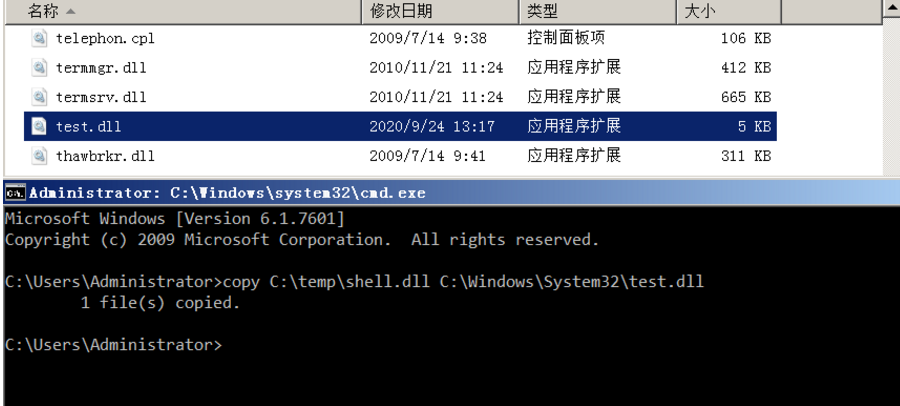 名称 修改日期 类型 大小
telephon.cpl 2009/7/14 9:38 控制面板项 106 KB
termmgr.dll 2010/11/21 11:24 应用程序扩展 412 KB
termsrv.dll 2010/11/21 11:24 应用程序扩展 665 KB
test.dll 2020/9/24 13:17 应用程序扩展 5 KB
thawbrkr.dll 2009/7/14 9:41 应用程序扩展 311 KB
Administrator: C:\Windows\system32\cmd.exe
Microsoft Windows [Version 6.1.7601]
Copyright (c) 2009 Microsoft Corporation.  All rights reserved.
C:\Users\Administrator>copy C:\temp\shell.dll C:\Windows\System32\test.dll
1 file(s) copied.
C:\Users\Administrator>